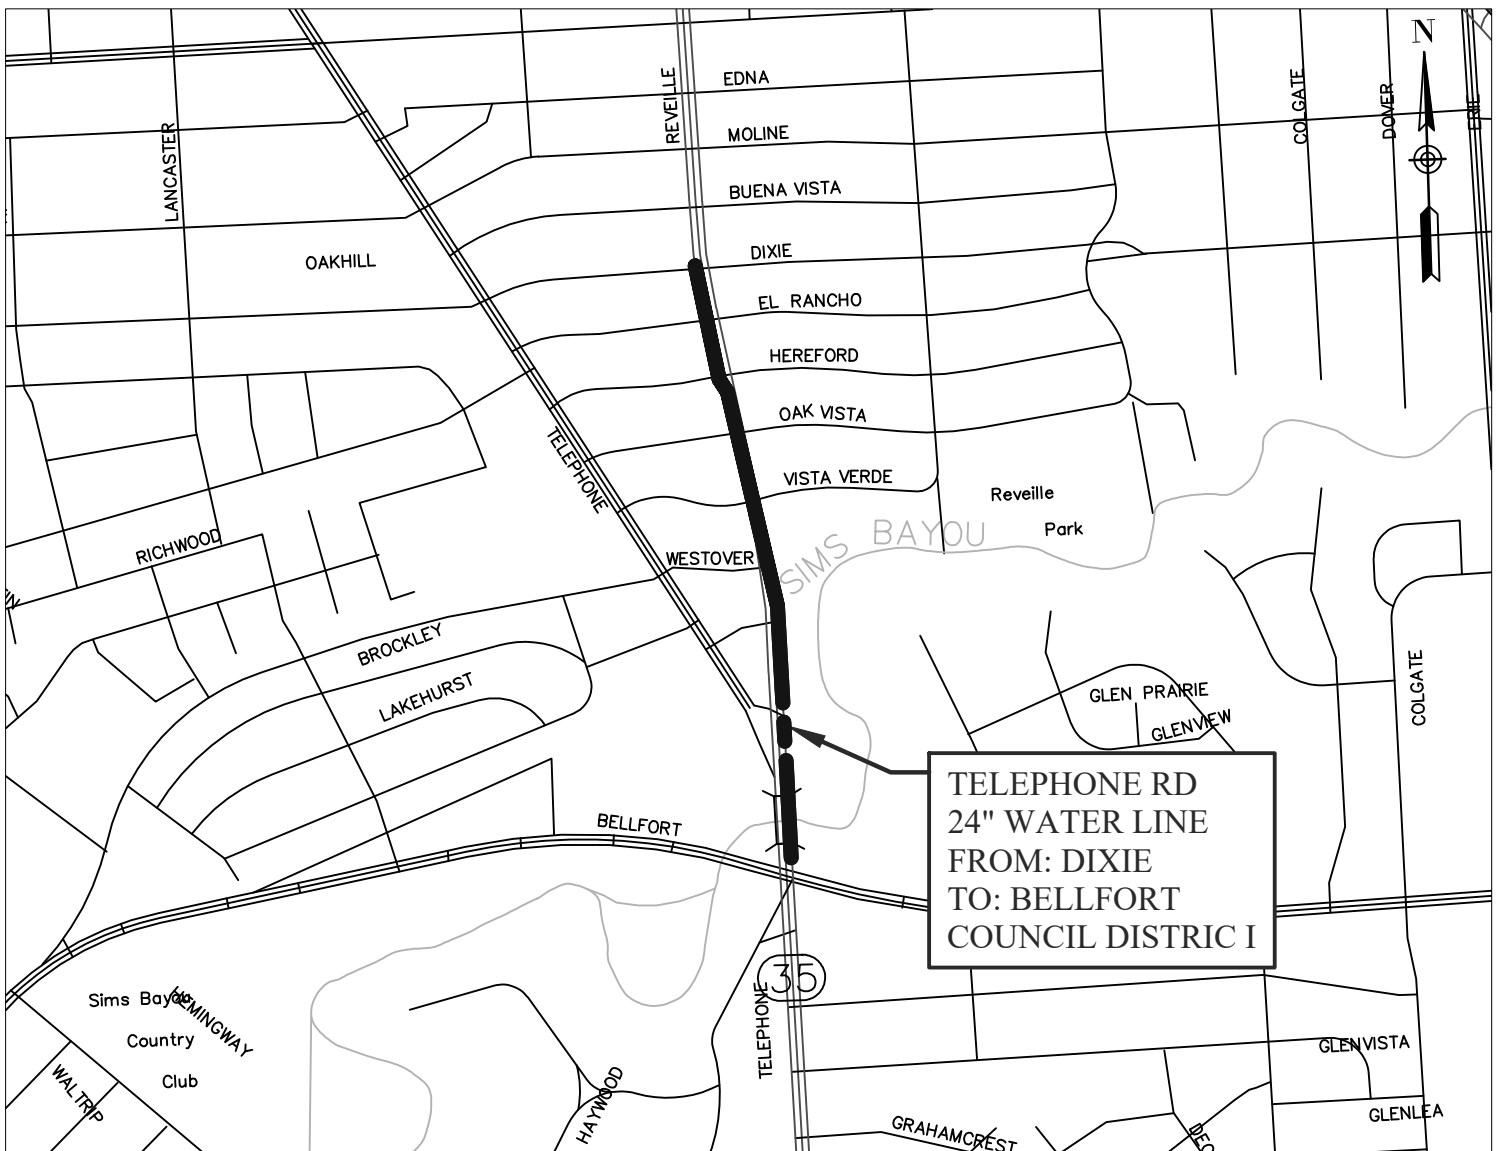 N
EDNA
REVEILLE
COLGATE
DOVER
ERIE
MOLINE
LANCASTER
BUENA VISTA
DIXIE
OAKHILL
EL RANCHO
HEREFORD
OAK VISTA
TELEPHONE
VISTA VERDE
Reveille
Park
SIMS BAYOU
RICHWOOD
WESTOVER
BROCKLEY
LAKEHURST
GLEN PRAIRIE
GLENVIEW
COLGATE
TELEPHONE RD
24" WATER LINE
FROM: DIXIE
TO: BELLFORT
COUNCIL DISTRIC I
BELLFORT
35
TELEPHONE
Sims Bayou
Country
Club
HEMINGWAY
WALTRIP
HAYWOOD
GLENVISTA
GLENLEA
GRAHAMCREST
DEC